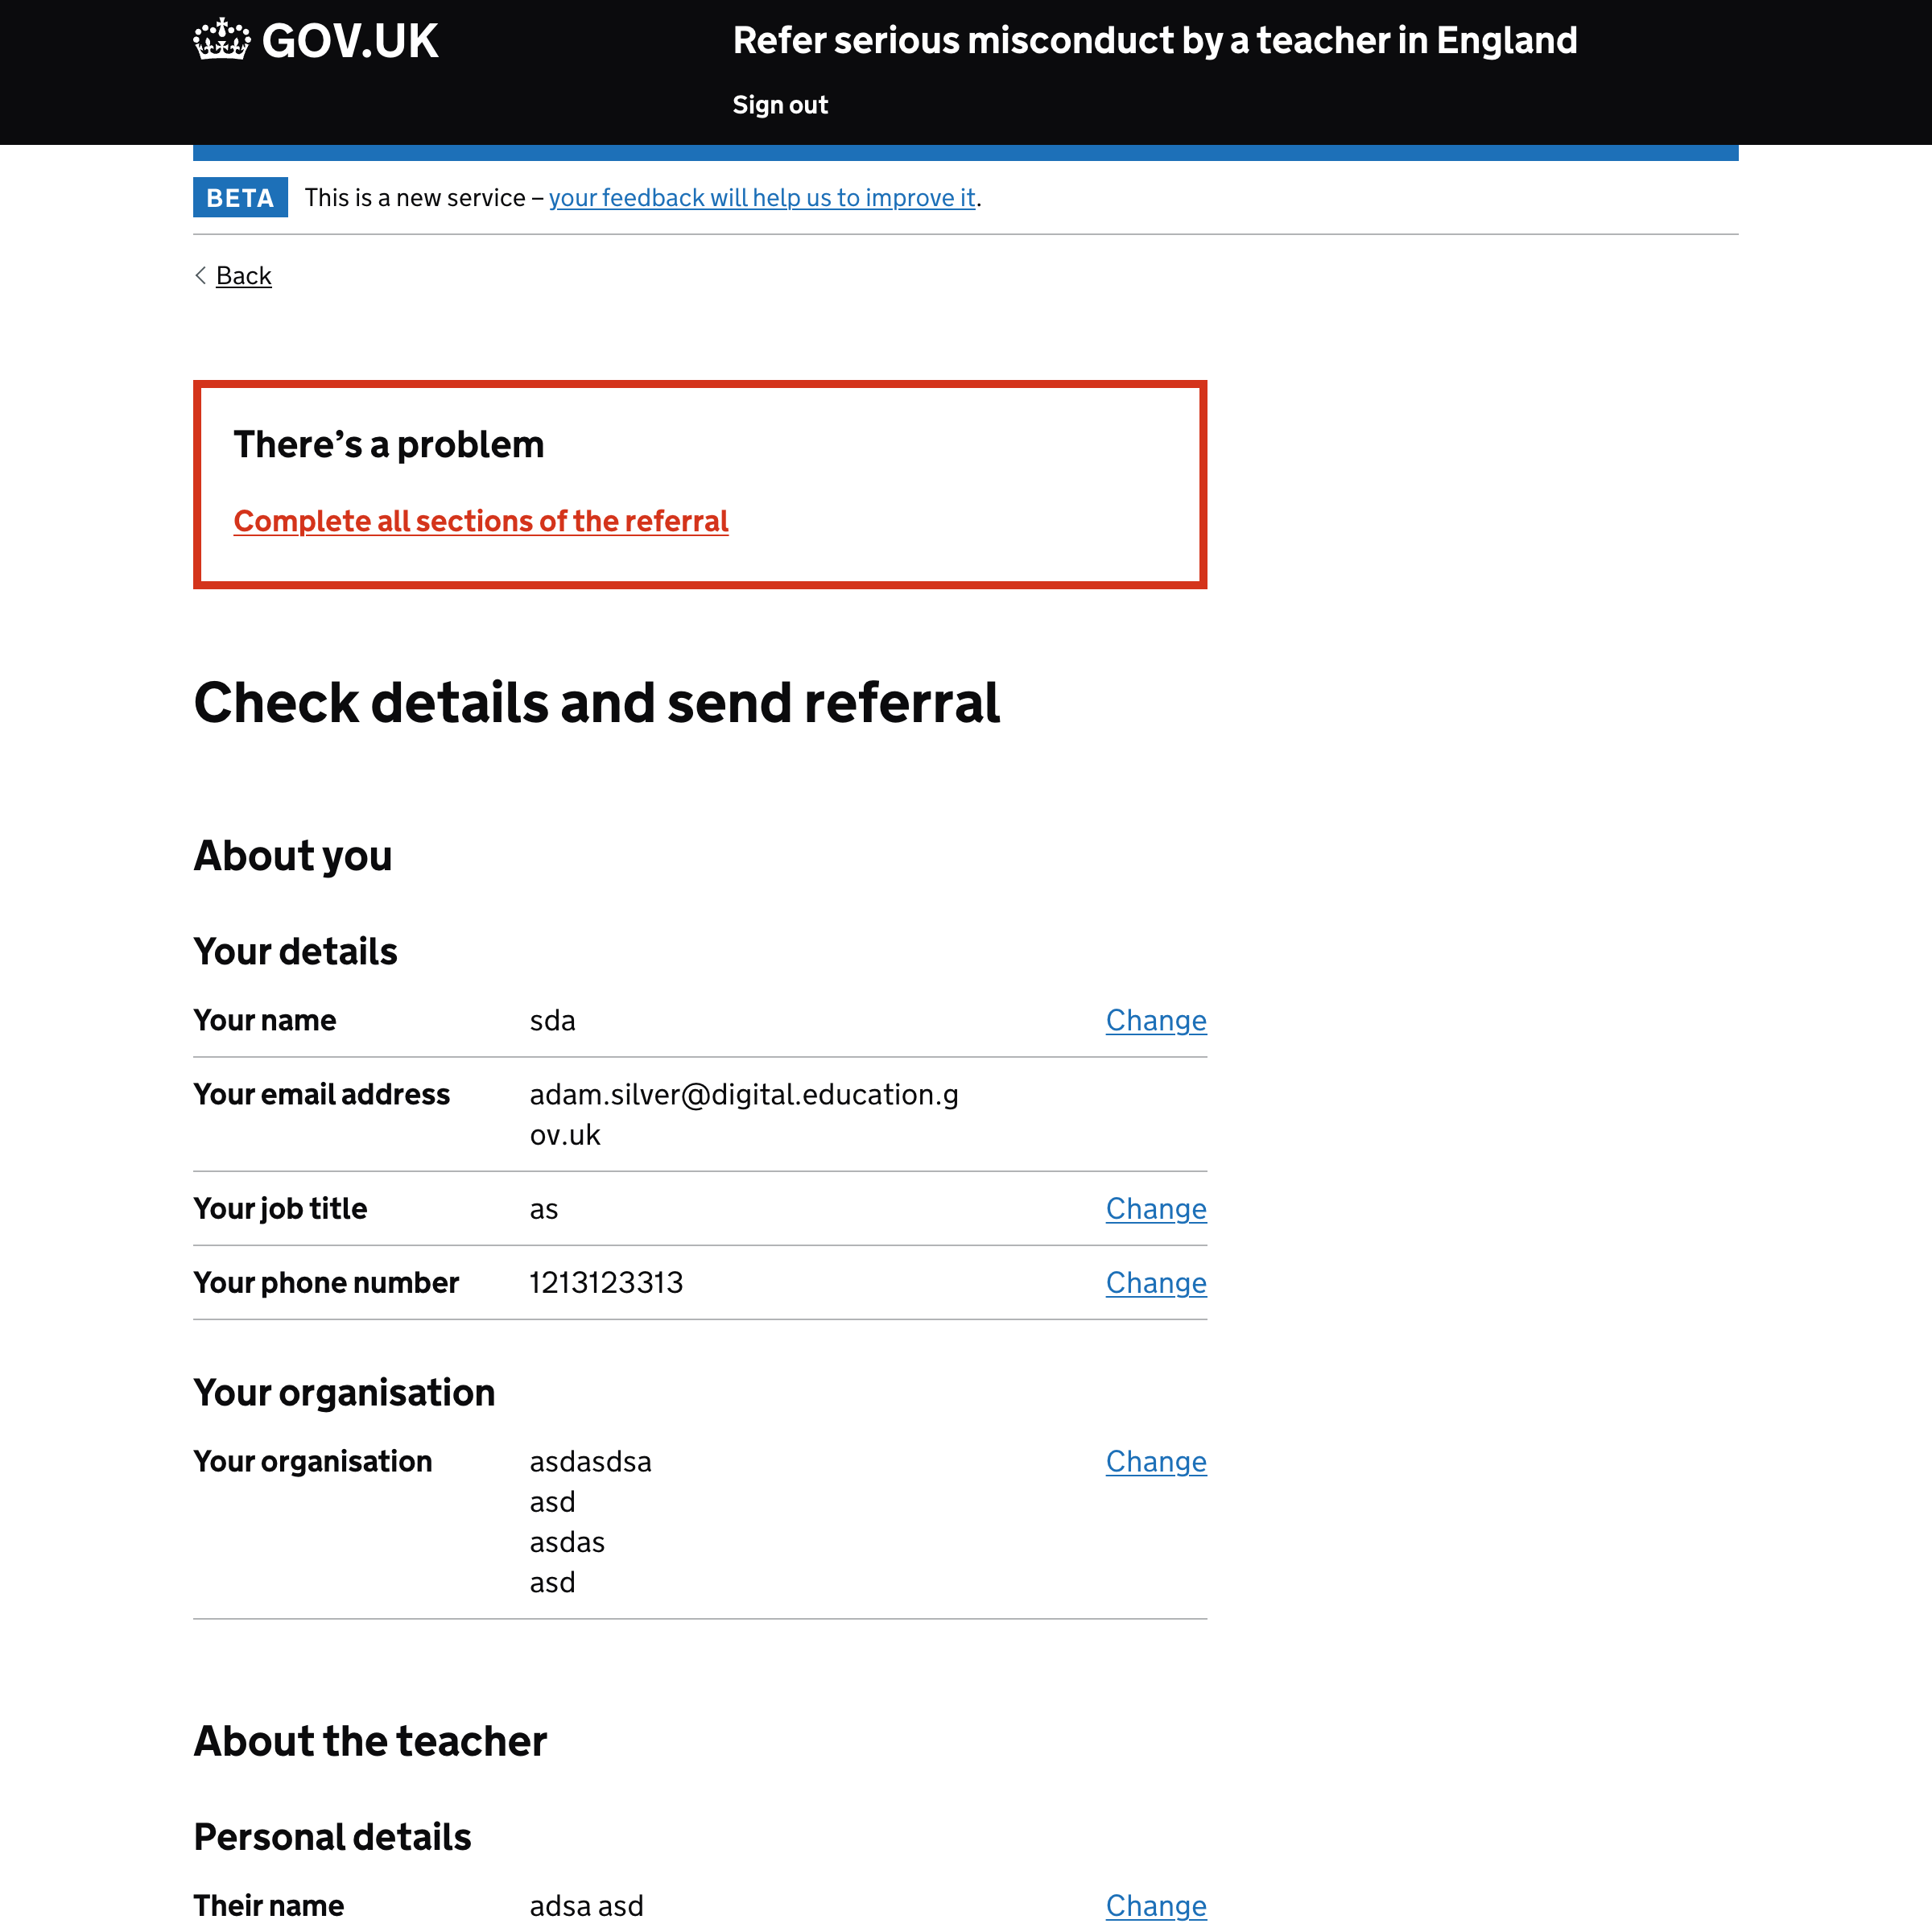 GOV.UK
Refer serious misconduct by a teacher in England
Sign out
BETA This is a new service – your feedback will help us to improve it.
Back
There’s a problem
Complete all sections of the referral
Check details and send referral
About you
Your details
Your name sda Change
Your email address adam.silver@digital.education.g
ov.uk
Your job title as Change
Your phone number 1213123313 Change
Your organisation
Your organisation asdasdsa Change
asd
asdas
asd
About the teacher
Personal details
Their name adsa asd Change